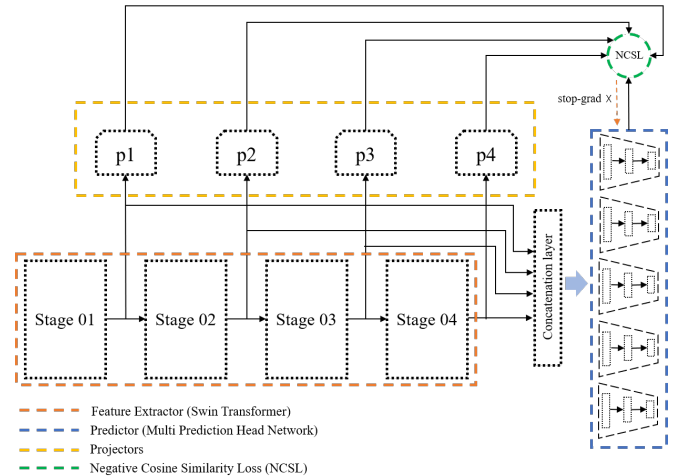 NCSL
stop-grad X
p1
p2
p3
p4
Concatenation layer
Stage 01
Stage 02
Stage 03
Stage 04
Feature Extractor (Swin Transformer)
Predictor (Multi Prediction Head Network)
Projectors
Negative Cosine Similarity Loss (NCSL)